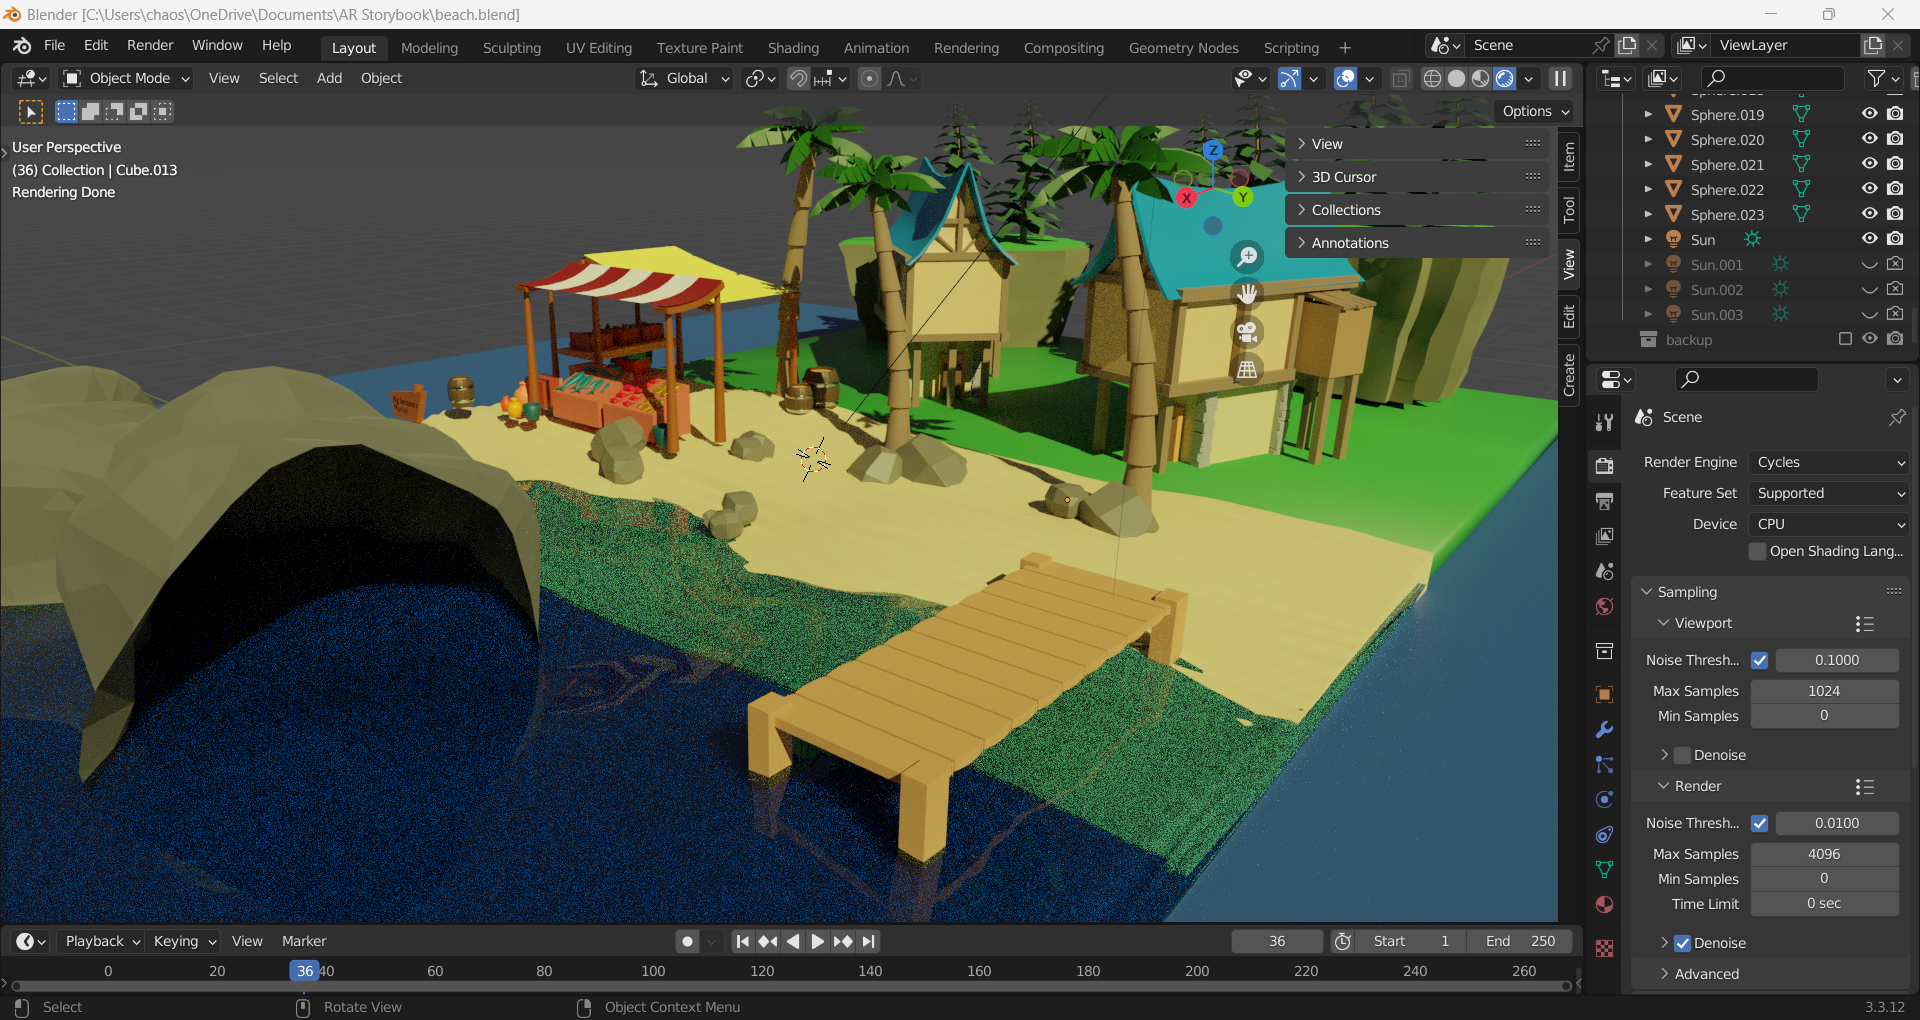 Blender [C:\Users\chaos\OneDrive\Documents\AR Storybook\beach.blend]
File Edit Render Window Help
Layout Modeling Sculpting UV Editing Texture Paint Shading Animation Rendering Compositing Geometry Nodes Scripting +
Scene
ViewLayer
Object Mode View Select Add Object
Global
Options
User Perspective
(36) Collection | Cube.013
Rendering Done
View
3D Cursor
Collections
Annotations
Z
X
Y
Item
Tool
View
Edit
Create
Sphere.019
Sphere.020
Sphere.021
Sphere.022
Sphere.023
Sun
Sun.001
Sun.002
Sun.003
backup
Scene
Render Engine Cycles
Feature Set Supported
Device CPU
Open Shading Lang...
Sampling
Viewport
Noise Thresh... 0.1000
Max Samples 1024
Min Samples 0
Denoise
Render
Noise Thresh... 0.0100
Max Samples 4096
Min Samples 0
Time Limit 0 sec
Denoise
Advanced
Playback Keying View Marker
36
Start 1
End 250
0 20 36 40 60 80 100 120 140 160 180 200 220 240 260
Select
Rotate View
Object Context Menu
3.3.12